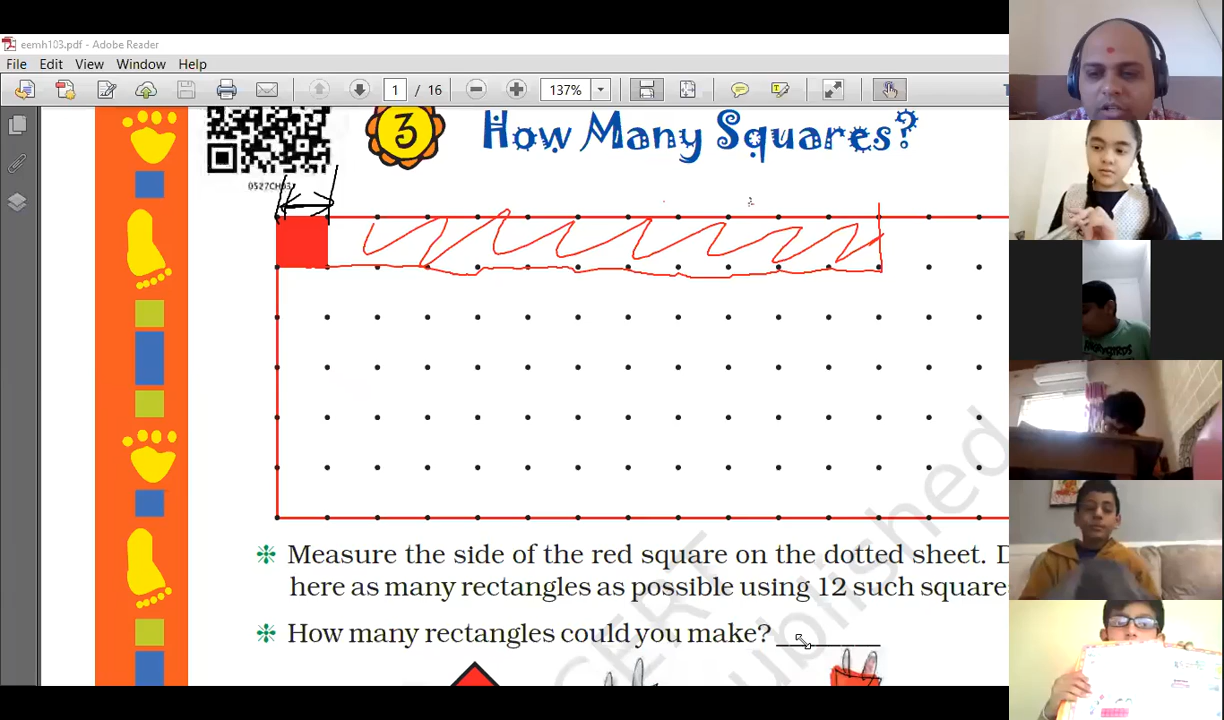 eemh103.pdf - Adobe Reader
File Edit View Window Help
1 / 16 137%
3 How Many Squares?
0527CH03
Measure the side of the red square on the dotted sheet. D
here as many rectangles as possible using 12 such square
How many rectangles could you make? ________